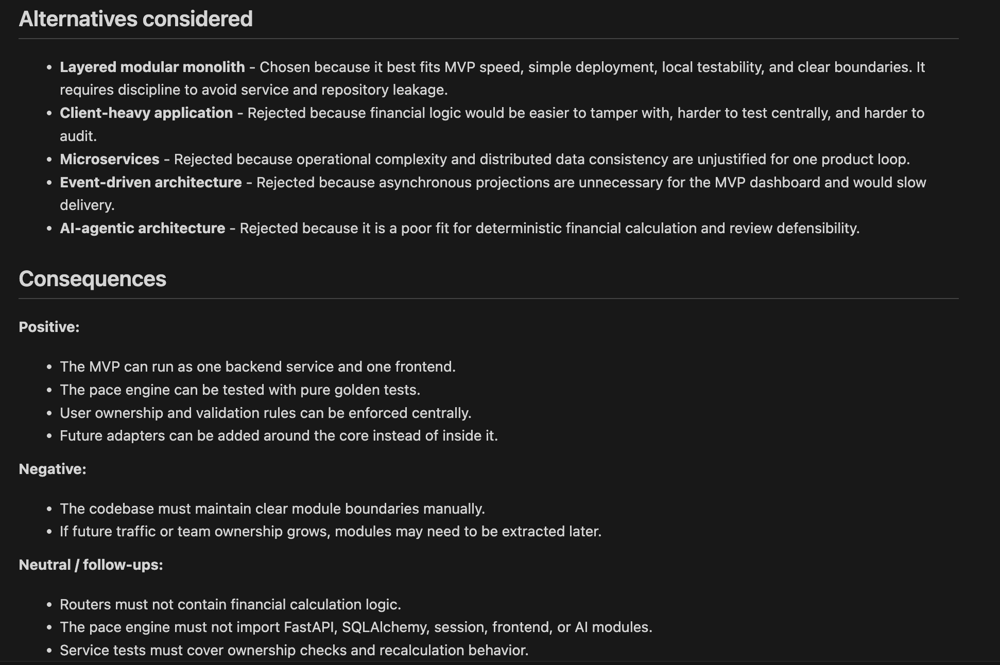 Alternatives considered
• Layered modular monolith - Chosen because it best fits MVP speed, simple deployment, local testability, and clear boundaries. It
requires discipline to avoid service and repository leakage.
• Client-heavy application - Rejected because financial logic would be easier to tamper with, harder to test centrally, and harder to
audit.
• Microservices - Rejected because operational complexity and distributed data consistency are unjustified for one product loop.
• Event-driven architecture - Rejected because asynchronous projections are unnecessary for the MVP dashboard and would slow
delivery.
• AI-agentic architecture - Rejected because it is a poor fit for deterministic financial calculation and review defensibility.
Consequences
Positive:
• The MVP can run as one backend service and one frontend.
• The pace engine can be tested with pure golden tests.
• User ownership and validation rules can be enforced centrally.
• Future adapters can be added around the core instead of inside it.
Negative:
• The codebase must maintain clear module boundaries manually.
• If future traffic or team ownership grows, modules may need to be extracted later.
Neutral / follow-ups:
• Routers must not contain financial calculation logic.
• The pace engine must not import FastAPI, SQLAlchemy, session, frontend, or AI modules.
• Service tests must cover ownership checks and recalculation behavior.